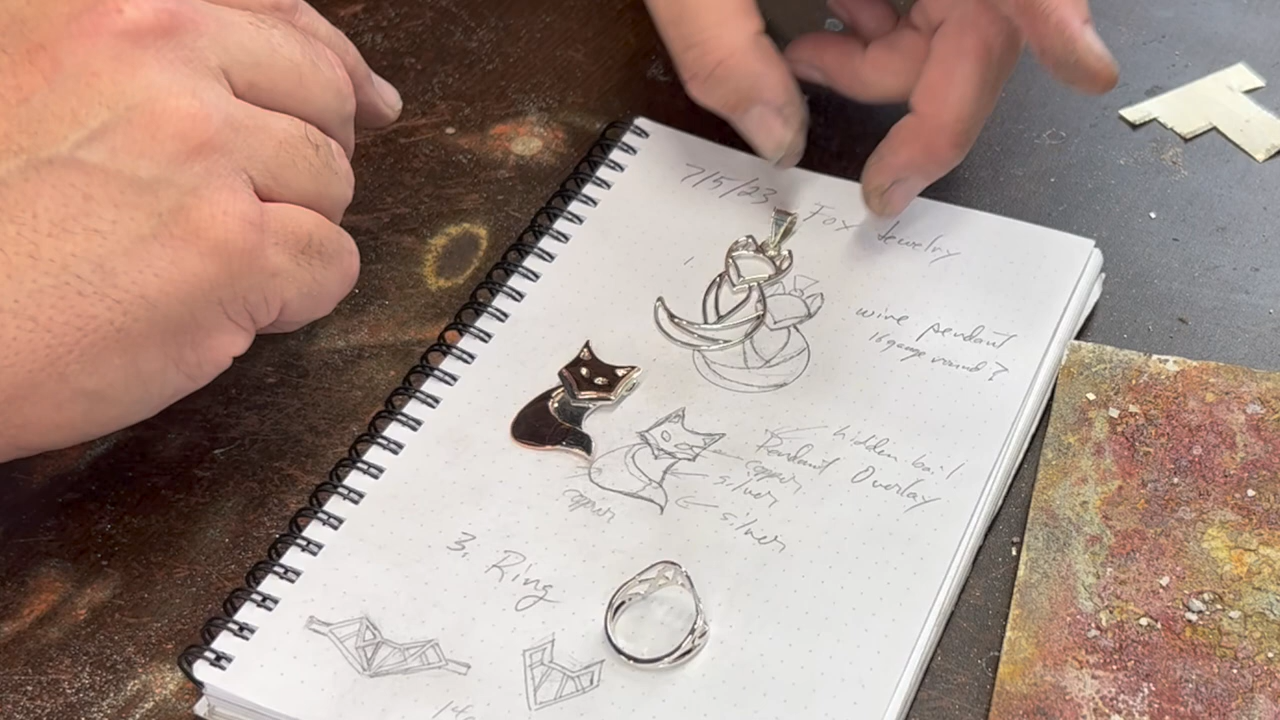 7/5/23 Fox Jewelry
wire pendant
16 gauge round?
hidden bail
Pendant Overlay
copper
silver
silver
copper
3. Ring